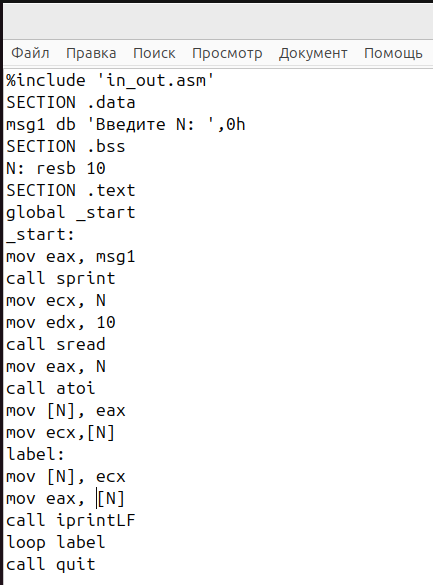 Файл Правка Поиск Просмотр Документ Помощь
%include 'in_out.asm'
SECTION .data
msg1 db 'Введите N: ',0h
SECTION .bss
N: resb 10
SECTION .text
global _start
_start:
mov eax, msg1
call sprint
mov ecx, N
mov edx, 10
call sread
mov eax, N
call atoi
mov [N], eax
mov ecx,[N]
label:
mov [N], ecx
mov eax, [N]
call iprintLF
loop label
call quit